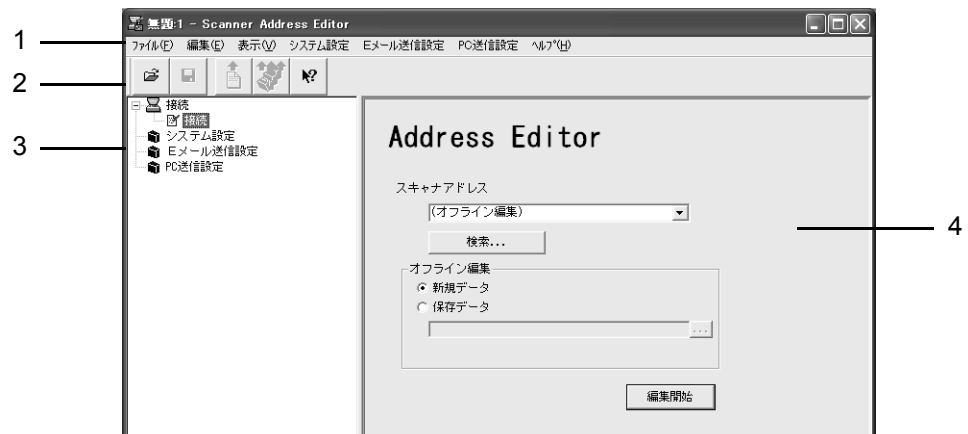 無題:1 - Scanner Address Editor
1
ﾌｧｲﾙ(F) 編集(E) 表示(V) システム設定 Eメール送信設定 PC送信設定 ﾍﾙﾌﾟ(H)
2
3
接続
接続
システム設定
Eメール送信設定
PC送信設定
Address Editor
スキャナアドレス
(オフライン編集)
検索...
4
オフライン編集
新規データ
保存データ
...
編集開始